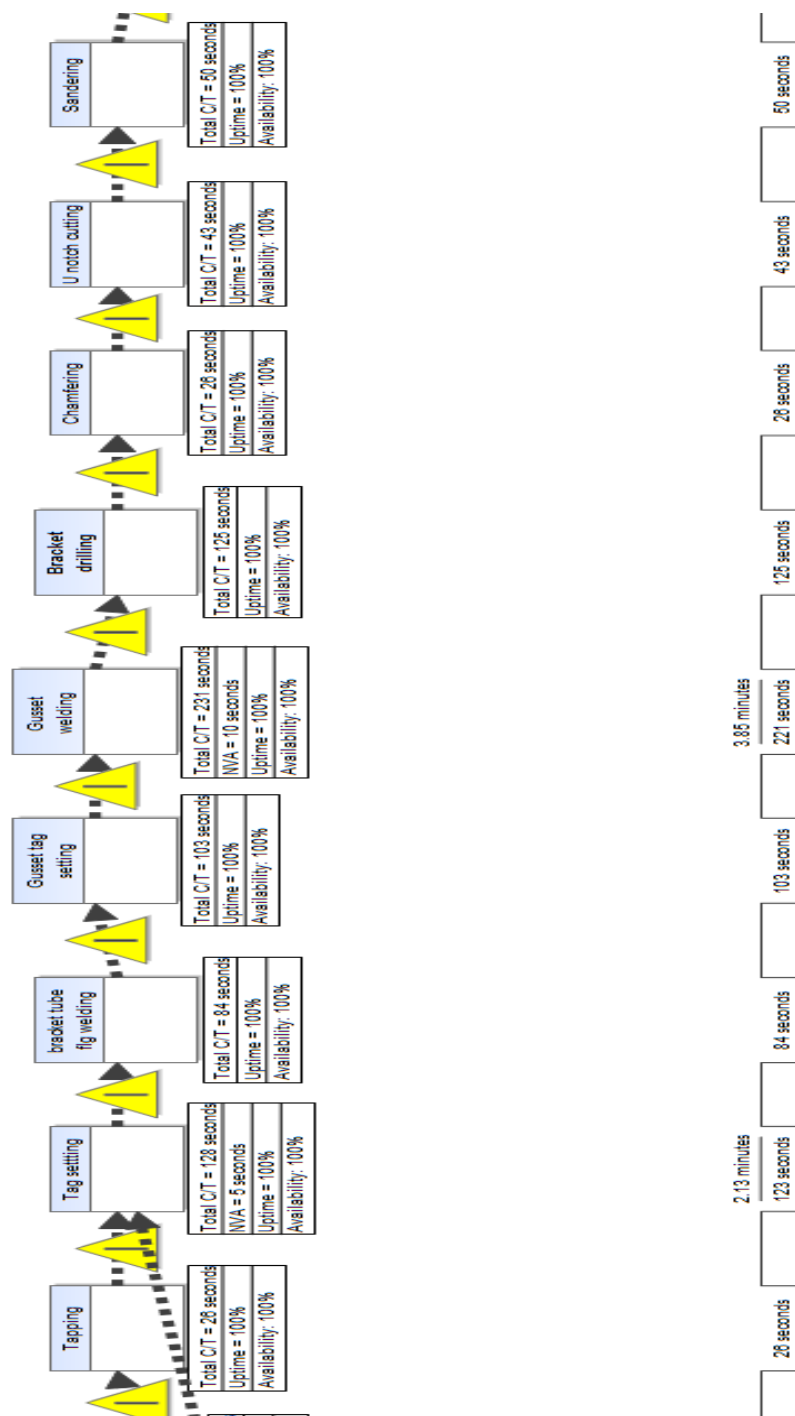 Tapping
Total C/T = 26 seconds
Uptime = 100%
Availability: 100%
Tag settting
Total C/T = 128 seconds
NVA = 5 seconds
Uptime = 100%
Availability: 100%
bracket tube
flg welding
Total C/T = 84 seconds
Uptime = 100%
Availability: 100%
Gusset tag
setting
Total C/T = 103 seconds
Uptime = 100%
Availability: 100%
Gusset
welding
Total C/T = 231 seconds
NVA = 10 seconds
Uptime = 100%
Availability: 100%
Bracket
drilling
Total C/T = 125 seconds
Uptime = 100%
Availability: 100%
Chamfering
Total C/T = 26 seconds
Uptime = 100%
Availability: 100%
U notch cutting
Total C/T = 43 seconds
Uptime = 100%
Availability: 100%
Sandering
Total C/T = 50 seconds
Uptime = 100%
Availability: 100%
26 seconds
2.13 minutes
123 seconds
84 seconds
103 seconds
3.85 minutes
221 seconds
125 seconds
26 seconds
43 seconds
50 seconds